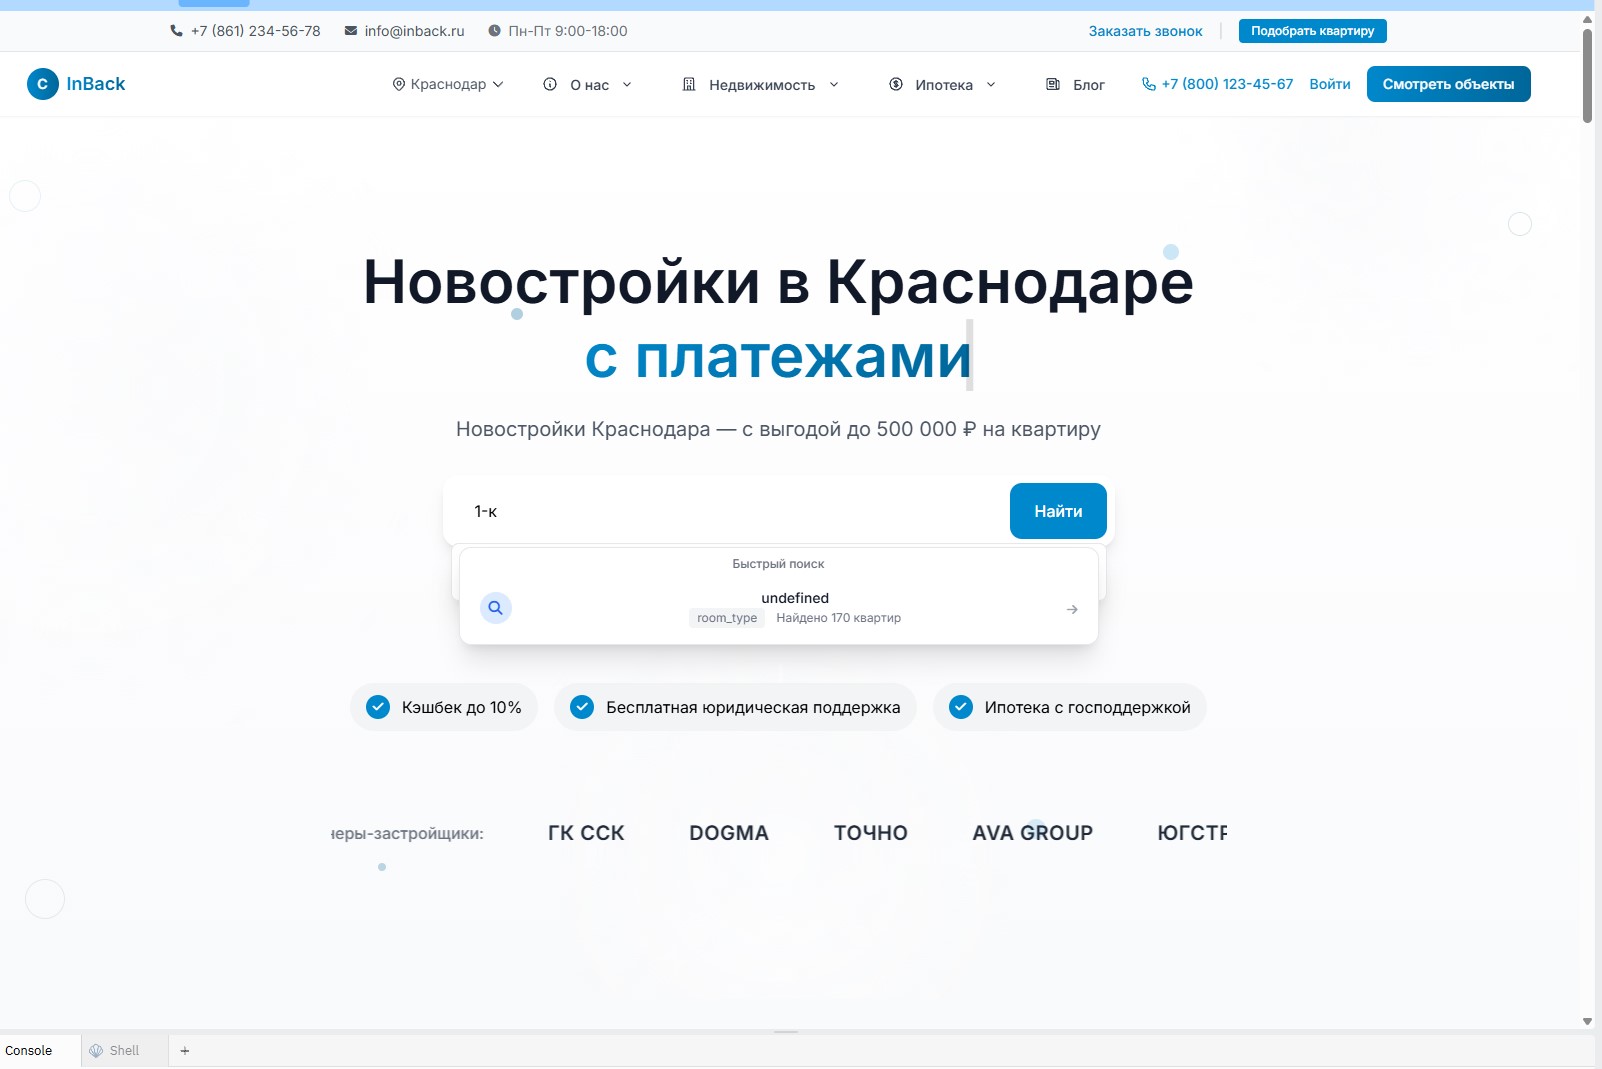 +7 (861) 234-56-78 info@inback.ru Пн-Пт 9:00-18:00 Заказать звонок Подобрать квартиру
C InBack Краснодар О нас Недвижимость Ипотека Блог +7 (800) 123-45-67 Войти Смотреть объекты
Новостройки в Краснодаре
с платежами
Новостройки Краснодара — с выгодой до 500 000 ₽ на квартиру
1-к Найти
Быстрый поиск
undefined
room_type Найдено 170 квартир
Кэшбек до 10% Бесплатная юридическая поддержка Ипотека с господдержкой
еры-застройщики: ГК ССК DOGMA ТОЧНО AVA GROUP ЮГСТ
Console Shell +